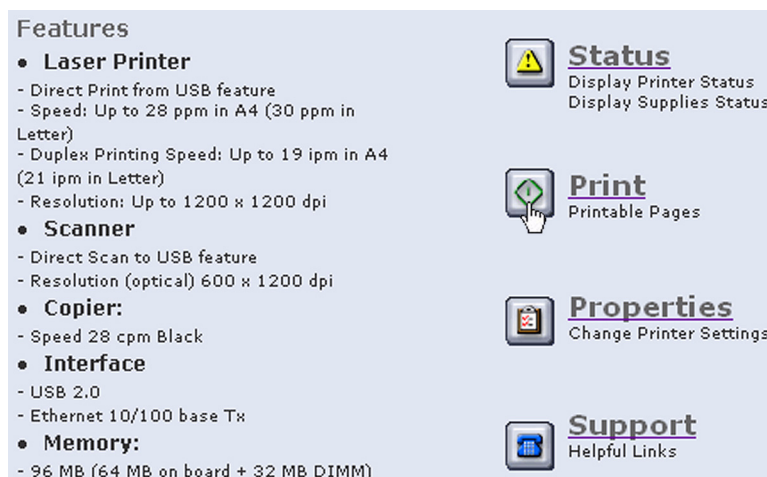 Features
• Laser Printer
- Direct Print from USB feature
- Speed: Up to 28 ppm in A4 (30 ppm in
Letter)
- Duplex Printing Speed: Up to 19 ipm in A4
(21 ipm in Letter)
- Resolution: Up to 1200 x 1200 dpi
• Scanner
- Direct Scan to USB feature
- Resolution (optical) 600 x 1200 dpi
• Copier:
- Speed 28 cpm Black
• Interface
- USB 2.0
- Ethernet 10/100 base Tx
• Memory:
- 96 MB (64 MB on board + 32 MB DIMM)
Status
Display Printer Status
Display Supplies Status
Print
Printable Pages
Properties
Change Printer Settings
Support
Helpful Links